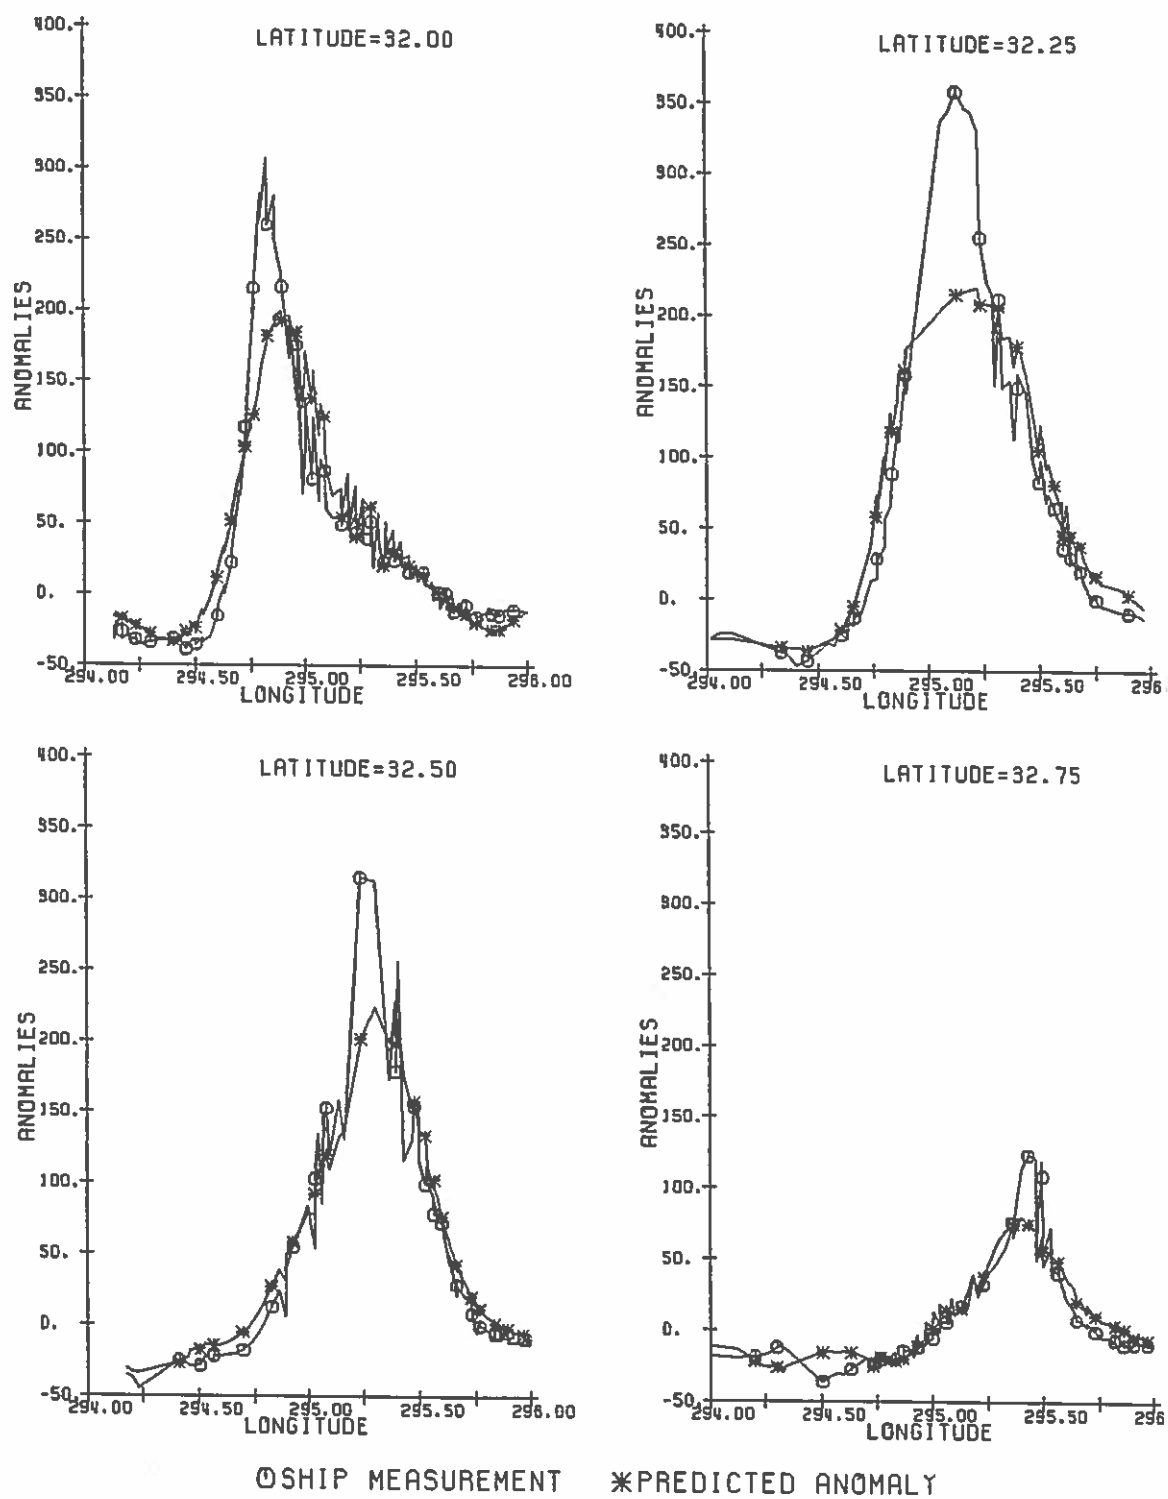 LATITUDE=32.00
400.
350.
300.
250.
200.
150.
100.
50.
0.
-50.
ANOMALIES
294.00 294.50 295.00 295.50 296.00
LONGITUDE
LATITUDE=32.25
400.
350.
300.
250.
200.
150.
100.
50.
0.
-50.
ANOMALIES
294.00 294.50 295.00 295.50 296.
LONGITUDE
LATITUDE=32.50
400.
350.
300.
250.
200.
150.
100.
50.
0.
-50.
ANOMALIES
294.00 294.50 295.00 295.50 296.00
LONGITUDE
LATITUDE=32.75
400.
350.
300.
250.
200.
150.
100.
50.
0.
-50.
ANOMALIES
294.00 294.50 295.00 295.50 296
LONGITUDE
SHIP MEASUREMENT PREDICTED ANOMALY